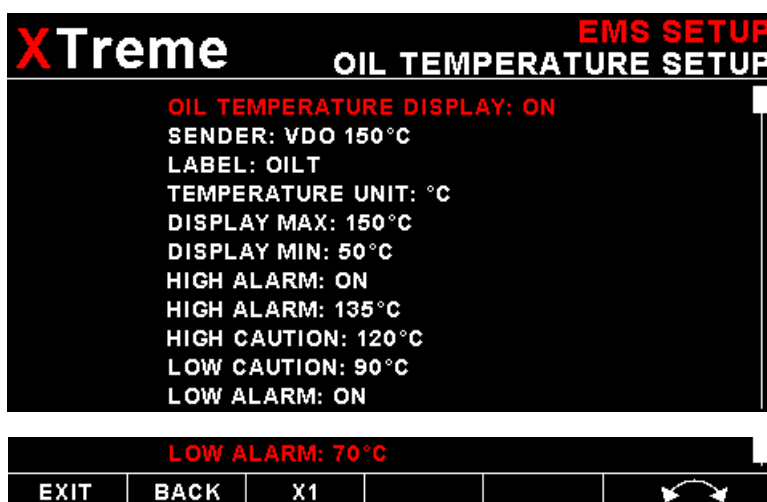 XTreme
EMS SETUP
OIL TEMPERATURE SETUP
OIL TEMPERATURE DISPLAY: ON
SENDER: VDO 150°C
LABEL: OILT
TEMPERATURE UNIT: °C
DISPLAY MAX: 150°C
DISPLAY MIN: 50°C
HIGH ALARM: ON
HIGH ALARM: 135°C
HIGH CAUTION: 120°C
LOW CAUTION: 90°C
LOW ALARM: ON
LOW ALARM: 70°C
EXIT BACK X1